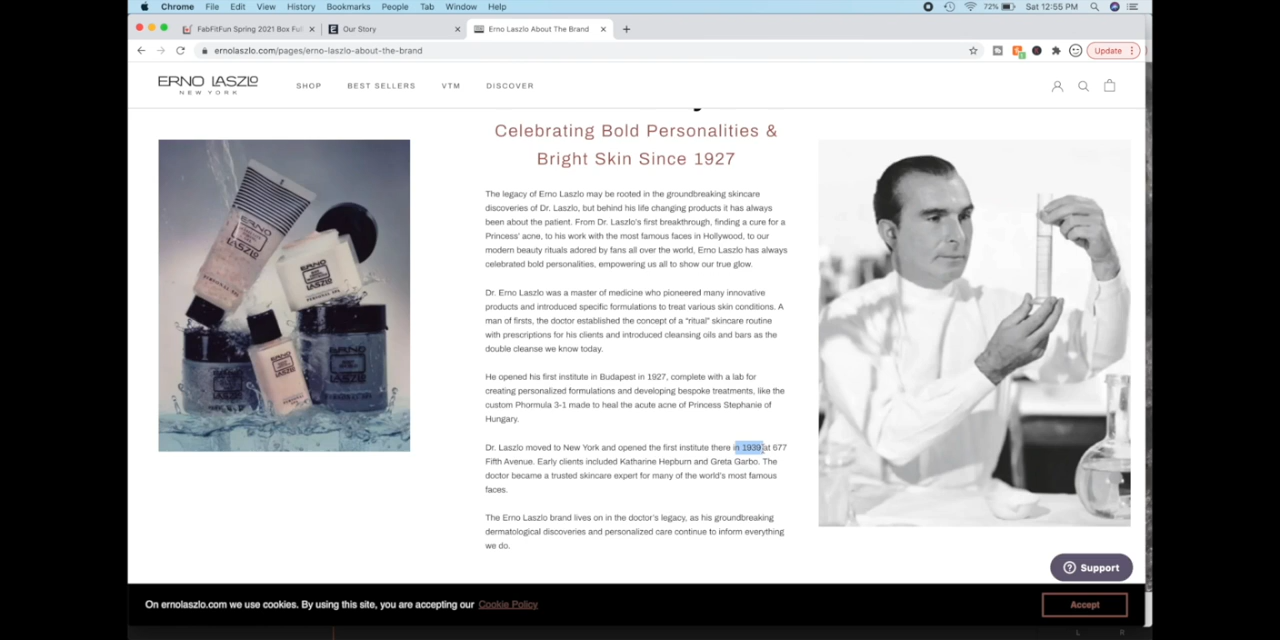 Chrome File Edit View History Bookmarks People Tab Window Help 72% Sat 12:55 PM
FabFitFun Spring 2021 Box Ful Our Story Erno Laszlo About The Brand
ernolaszlo.com/pages/erno-laszlo-about-the-brand Update
ERNO LASZLO
NEW YORK
SHOP BEST SELLERS VTM DISCOVER
Celebrating Bold Personalities &
Bright Skin Since 1927
The legacy of Erno Laszlo may be rooted in the groundbreaking skincare
discoveries of Dr. Laszlo, but behind his life changing products it has always
been about the patient. From Dr. Laszlo's first breakthrough, finding a cure for a
Princess' acne, to his work with the most famous faces in Hollywood, to our
modern beauty rituals adored by fans all over the world, Erno Laszlo has always
celebrated bold personalities, empowering us all to show our true glow.
Dr. Erno Laszlo was a master of medicine who pioneered many innovative
products and introduced specific formulations to treat various skin conditions. A
man of firsts, the doctor established the concept of a "ritual" skincare routine
with prescriptions for his clients and introduced cleansing oils and bars as the
double cleanse we know today.
He opened his first institute in Budapest in 1927, complete with a lab for
creating personalized formulations and developing bespoke treatments, like the
custom Phormula 3-1 made to heal the acute acne of Princess Stephanie of
Hungary.
Dr. Laszlo moved to New York and opened the first institute there in 1939 at 677
Fifth Avenue. Early clients included Katharine Hepburn and Greta Garbo. The
doctor became a trusted skincare expert for many of the world's most famous
faces.
The Erno Laszlo brand lives on in the doctor's legacy, as his groundbreaking
dermatological discoveries and personalized care continue to inform everything
we do.
ERNO
LASZLO
ERNO
LASZLO
Support
On ernolaszlo.com we use cookies. By using this site, you are accepting our Cookie Policy
Accept
L R